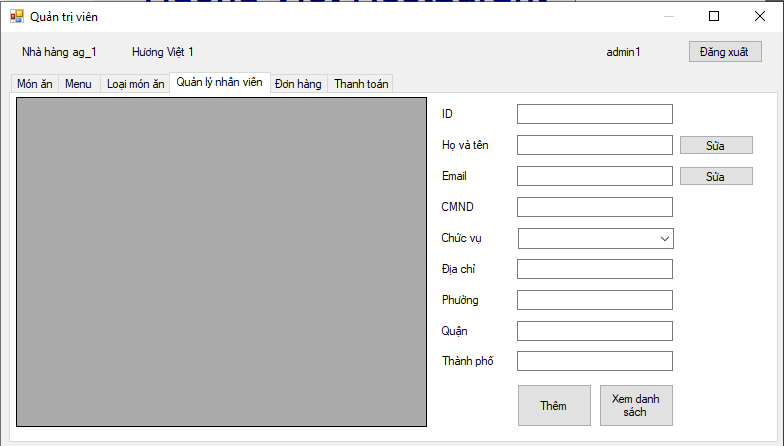 Quản trị viên
Nhà hàng ag_1 Hương Việt 1 admin1 Đăng xuất
Món ăn Menu Loại món ăn Quản lý nhân viên Đơn hàng Thanh toán
ID
Họ và tên Sửa
Email Sửa
CMND
Chức vụ
Địa chỉ
Phường
Quận
Thành phố
Thêm Xem danh sách